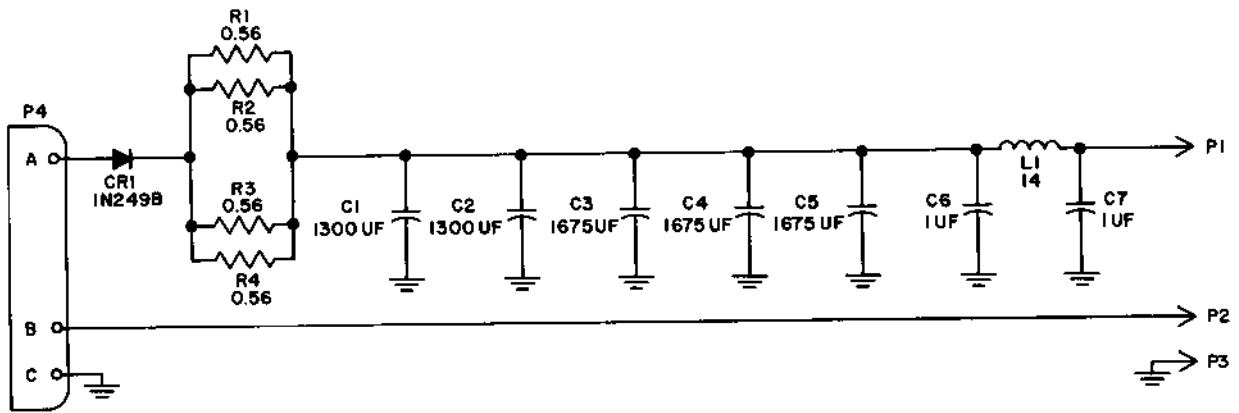 R1
0.56
R2
0.56
P4
A
CR1
1N249B
R3
0.56
R4
0.56
C1
1300 UF
C2
1300 UF
C3
1675 UF
C4
1675 UF
C5
1675 UF
C6
1 UF
L1
14
C7
1 UF
P1
B
P2
C
P3